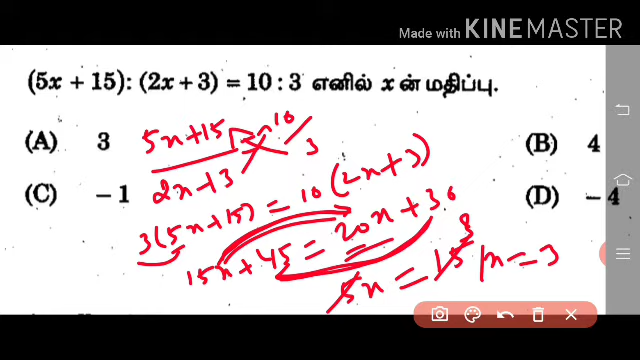 Made with KINEMASTER
(5x + 15) : (2x + 3) = 10 : 3 எனில் x ன் மதிப்பு.
(A) 3
(B) 4
(C) – 1
(D) – 4
5x+15 / 2x+3 10/3
3(5x+15) = 10(2x+3)
15x+45 = 20x+30
5x = 15 3 x=3